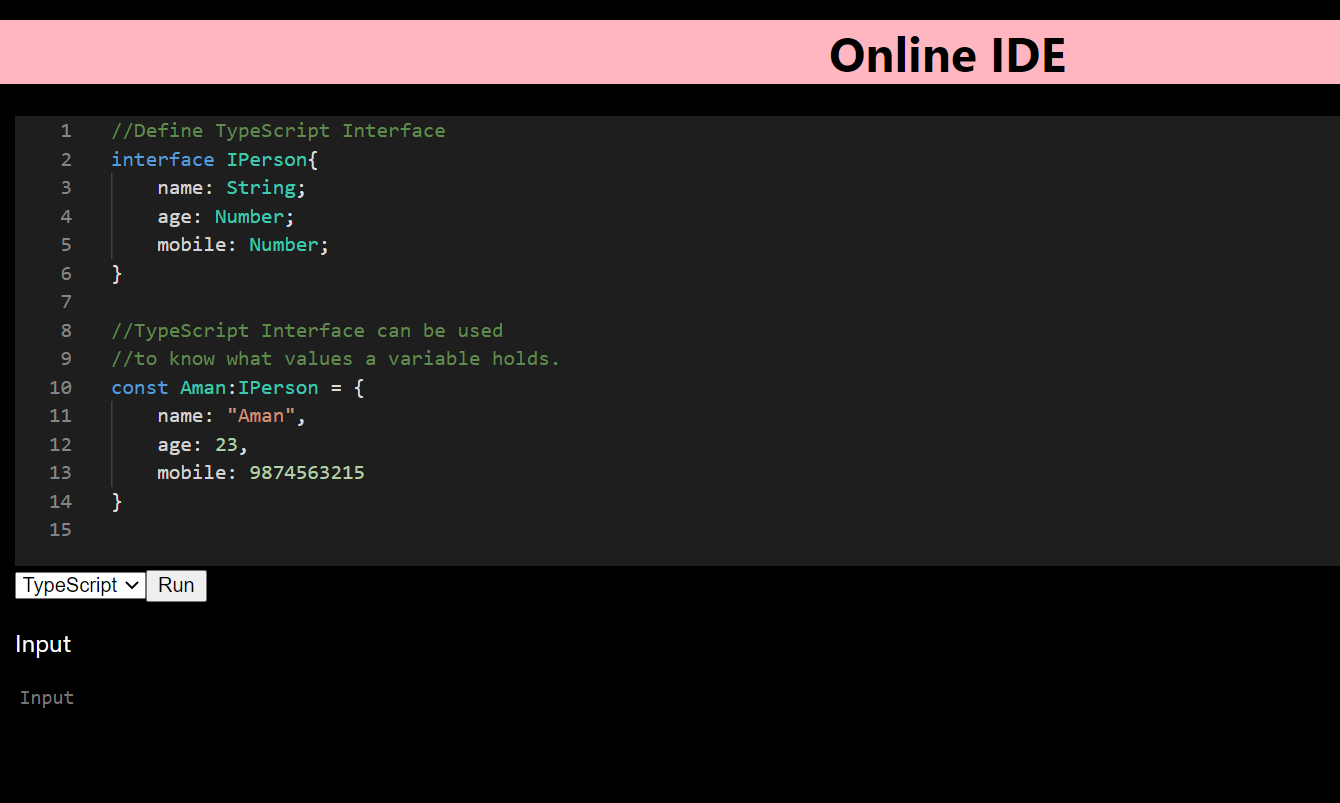 Online IDE
1 //Define TypeScript Interface
2 interface IPerson{
3 name: String;
4 age: Number;
5 mobile: Number;
6 }
7
8 //TypeScript Interface can be used
9 //to know what values a variable holds.
10 const Aman:IPerson = {
11 name: "Aman",
12 age: 23,
13 mobile: 9874563215
14 }
15
TypeScript Run
Input
Input